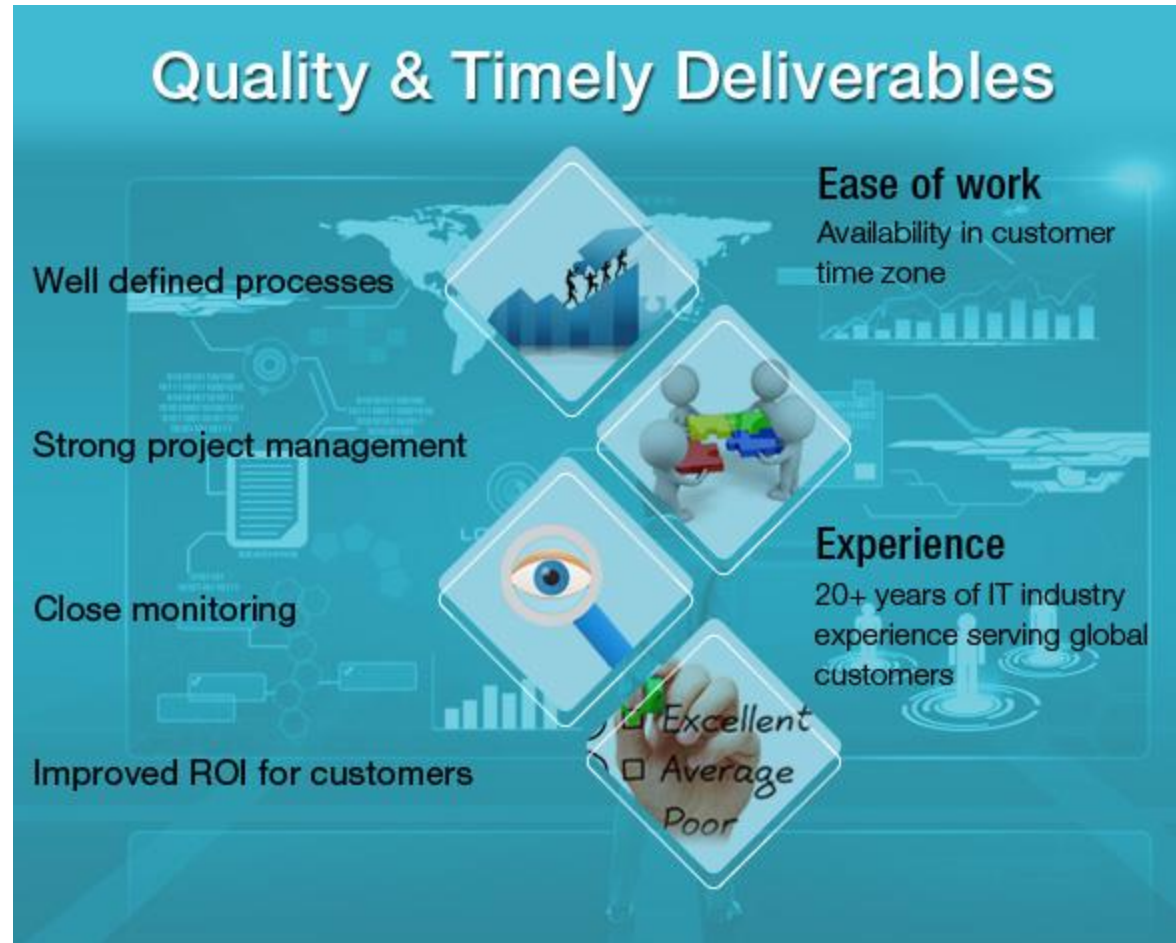 Quality & Timely Deliverables
Well defined processes
Strong project management
Close monitoring
Improved ROI for customers
Ease of work
Availability in customer
time zone
Experience
20+ years of IT industry
experience serving global
customers
Excellent
Average
Poor